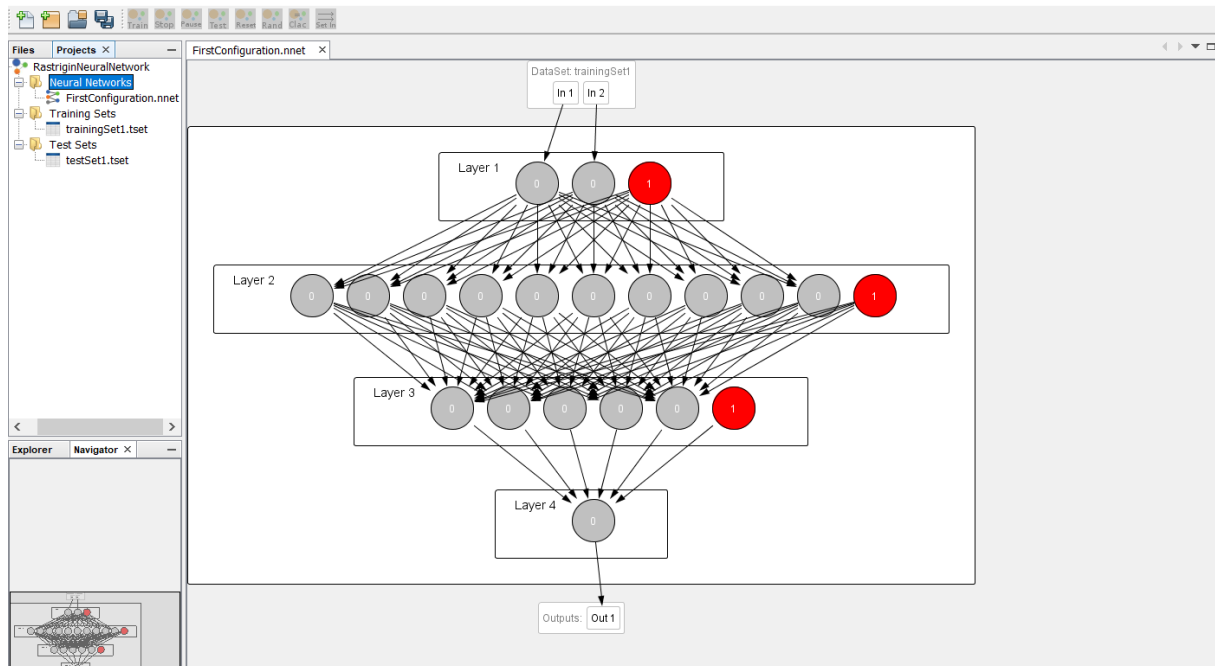 Train Stop Pause Test Reset Rand Clac Set In
Files Projects
RastriginNeuralNetwork
Neural Networks
FirstConfiguration.nnet
Training Sets
trainingSet1.tset
Test Sets
testSet1.tset
Explorer Navigator
FirstConfiguration.nnet
DataSet: trainingSet1
In 1 In 2
Layer 1 0 0 1
Layer 2 0 0 0 0 0 0 0 0 0 0 1
Layer 3 0 0 0 0 0 1
Layer 4 0
Outputs: Out 1